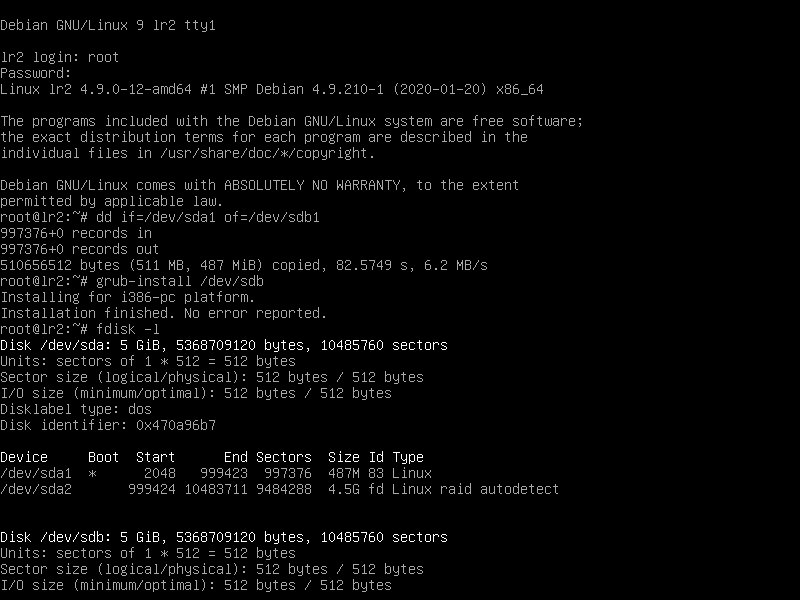 Debian GNU/Linux 9 lr2 tty1
lr2 login: root
Password:
Linux lr2 4.9.0-12-amd64 #1 SMP Debian 4.9.210-1 (2020-01-20) x86_64
The programs included with the Debian GNU/Linux system are free software;
the exact distribution terms for each program are described in the
individual files in /usr/share/doc/*/copyright.
Debian GNU/Linux comes with ABSOLUTELY NO WARRANTY, to the extent
permitted by applicable law.
root@lr2:~# dd if=/dev/sda1 of=/dev/sdb1
997376+0 records in
997376+0 records out
510656512 bytes (511 MB, 487 MiB) copied, 82.5749 s, 6.2 MB/s
root@lr2:~# grub-install /dev/sdb
Installing for i386-pc platform.
Installation finished. No error reported.
root@lr2:~# fdisk -l
Disk /dev/sda: 5 GiB, 5368709120 bytes, 10485760 sectors
Units: sectors of 1 * 512 = 512 bytes
Sector size (logical/physical): 512 bytes / 512 bytes
I/O size (minimum/optimal): 512 bytes / 512 bytes
Disklabel type: dos
Disk identifier: 0x470a96b7
Device     Boot  Start      End Sectors  Size Id Type
/dev/sda1  *      2048   999423  997376  487M 83 Linux
/dev/sda2       999424 10483711 9484288  4.5G fd Linux raid autodetect
Disk /dev/sdb: 5 GiB, 5368709120 bytes, 10485760 sectors
Units: sectors of 1 * 512 = 512 bytes
Sector size (logical/physical): 512 bytes / 512 bytes
I/O size (minimum/optimal): 512 bytes / 512 bytes